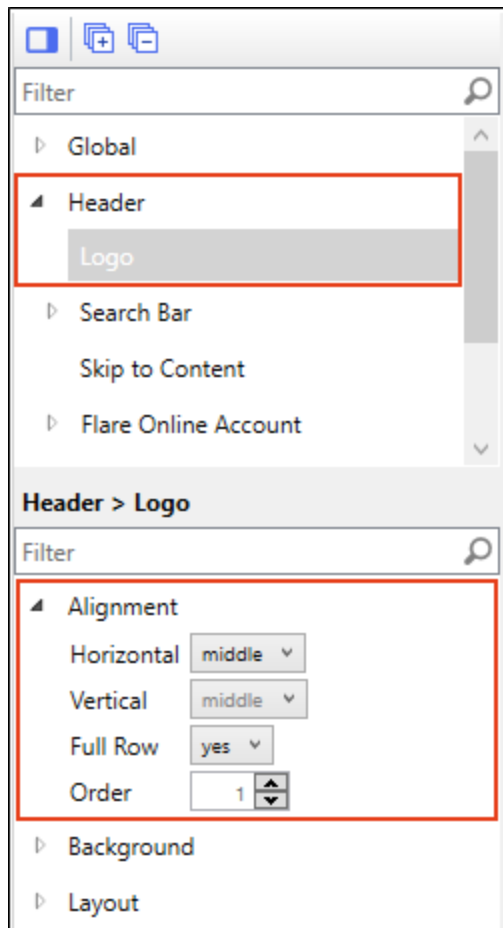 Filter
Global
Header
Logo
Search Bar
Skip to Content
Flare Online Account
Header > Logo
Filter
Alignment
Horizontal middle
Vertical middle
Full Row yes
Order 1
Background
Layout